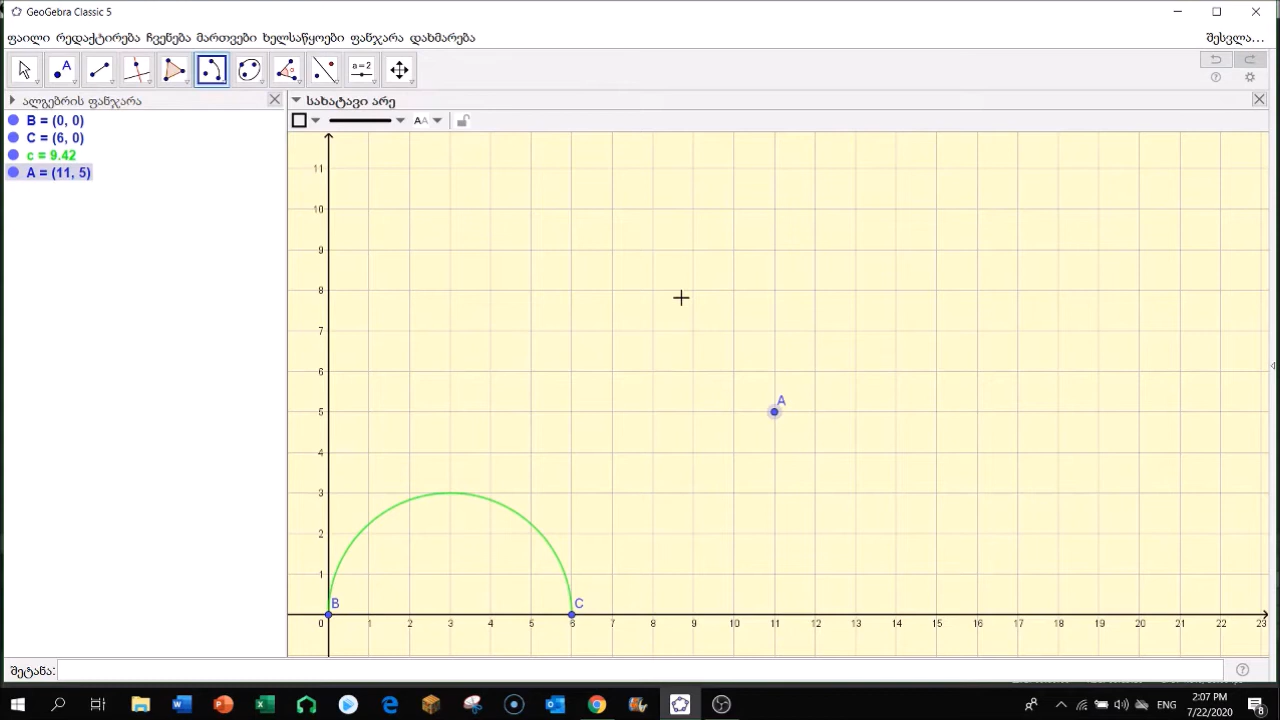 GeoGebra Classic 5
ფაილი რედაქტირება ჩვენება მართვები ხელსაწყოები ფანჯარა დახმარება შესვლა...
A a=2
ალგებრის ფანჯარა სახატავი არე
AA
B = (0, 0)
C = (6, 0)
c = 9.42
A = (11, 5)
11
10
9
8
7
6
5
4
3
2
1
A
B C
0 1 2 3 4 5 6 7 8 9 10 11 12 13 14 15 16 17 18 19 20 21 22 23
შეტანა:
ENG
2:07 PM
7/22/2020
8